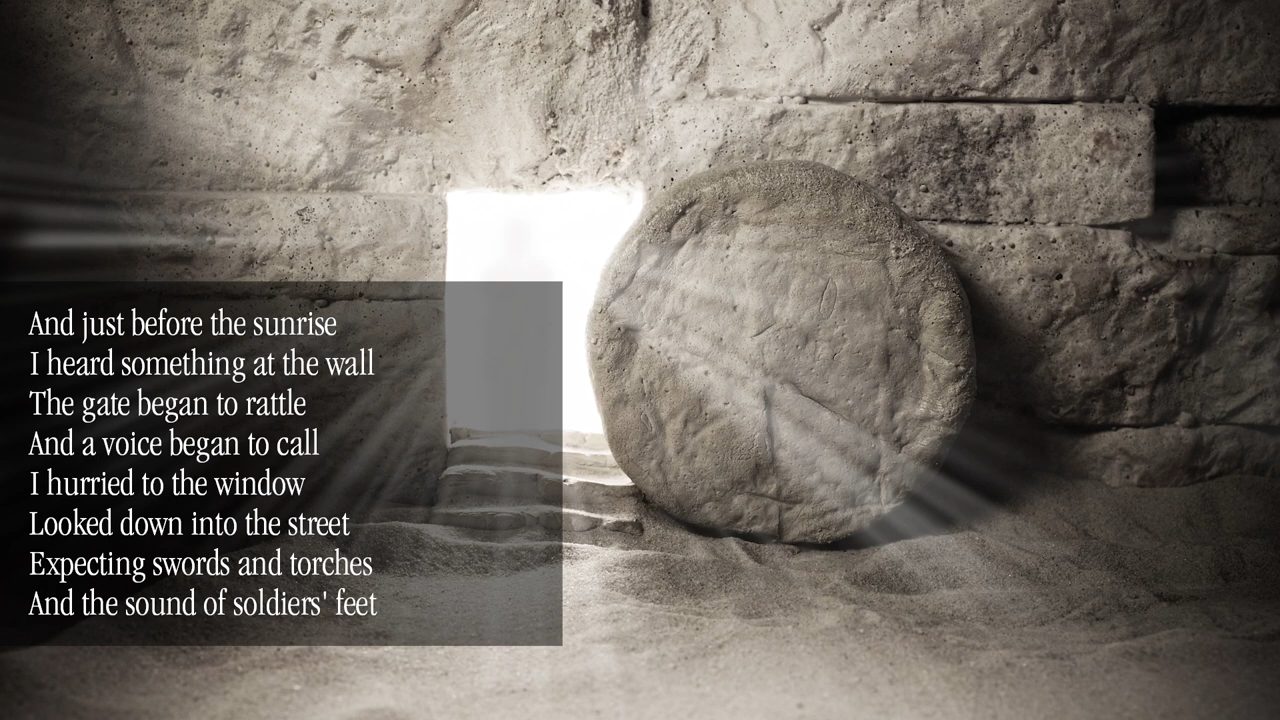 And just before the sunrise
I heard something at the wall
The gate began to rattle
And a voice began to call
I hurried to the window
Looked down into the street
Expecting swords and torches
And the sound of soldiers' feet